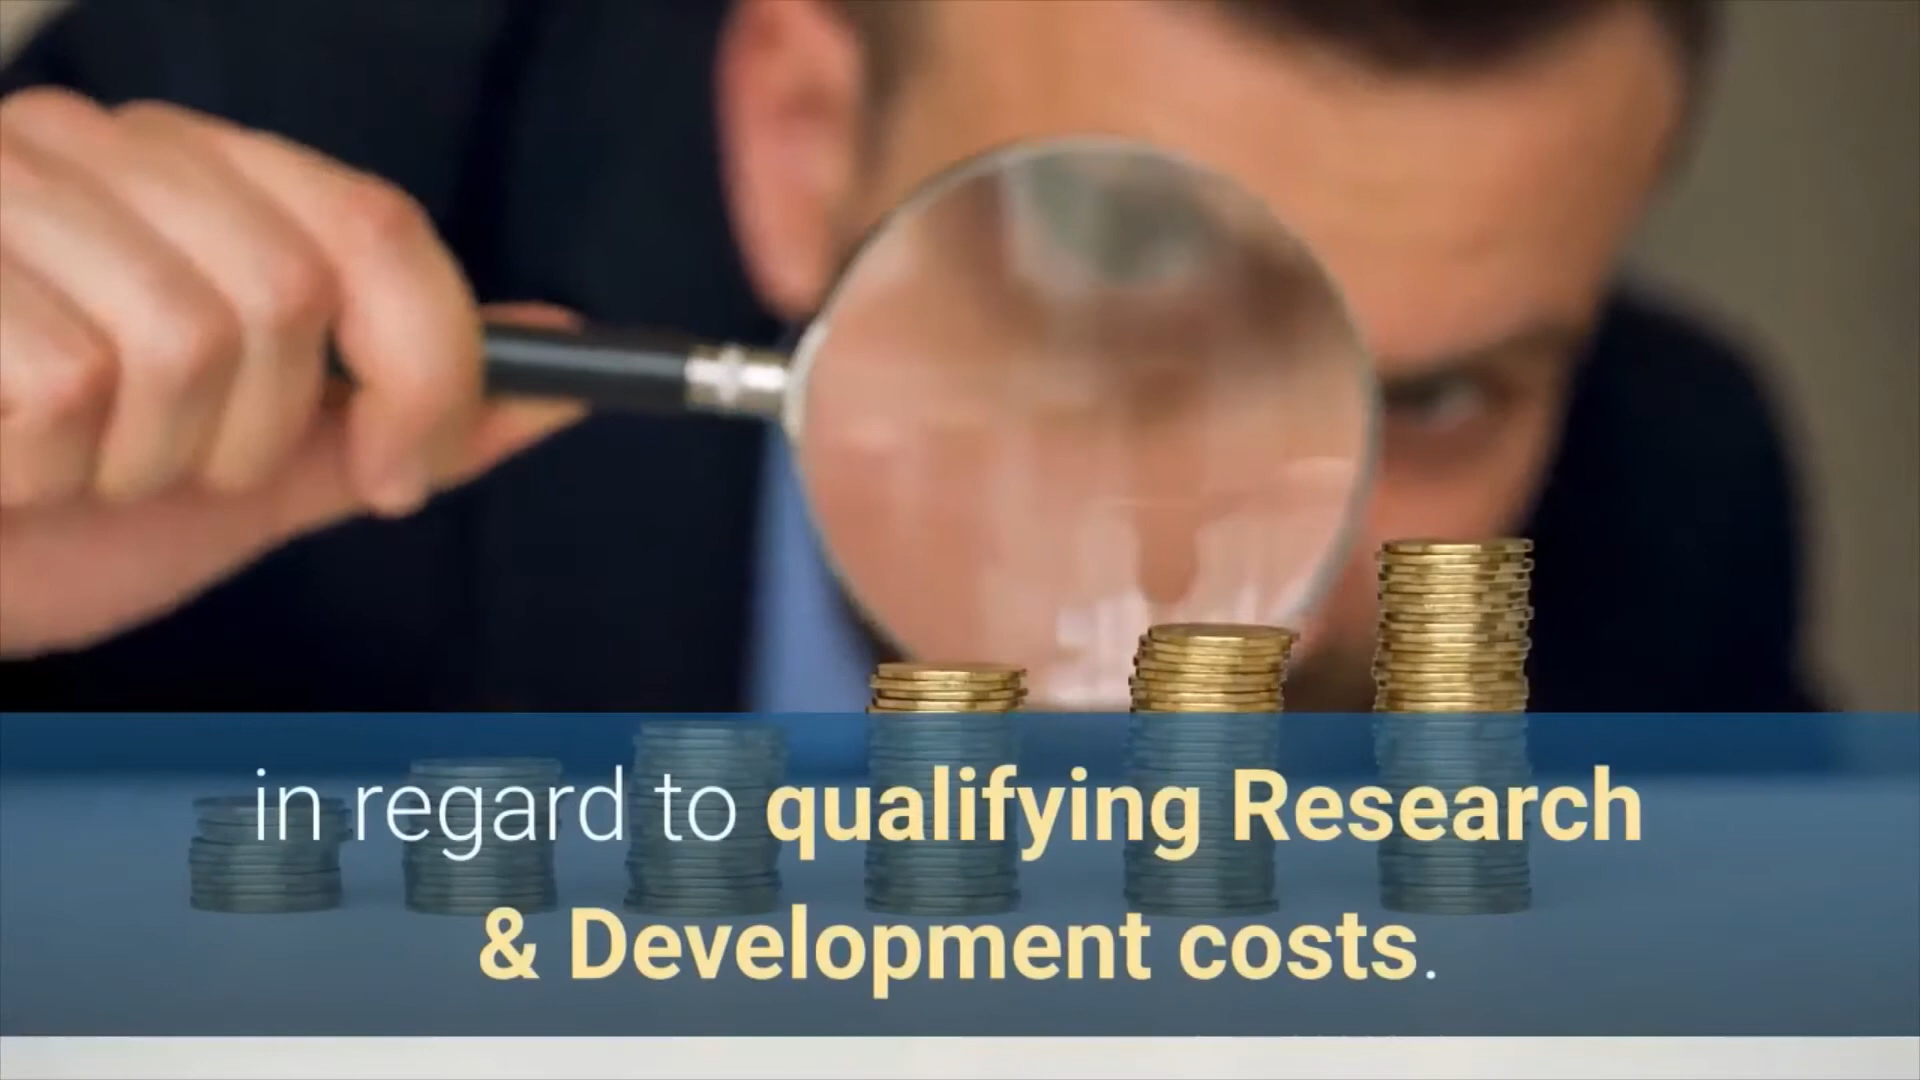 in regard to qualifying Research
& Development costs.